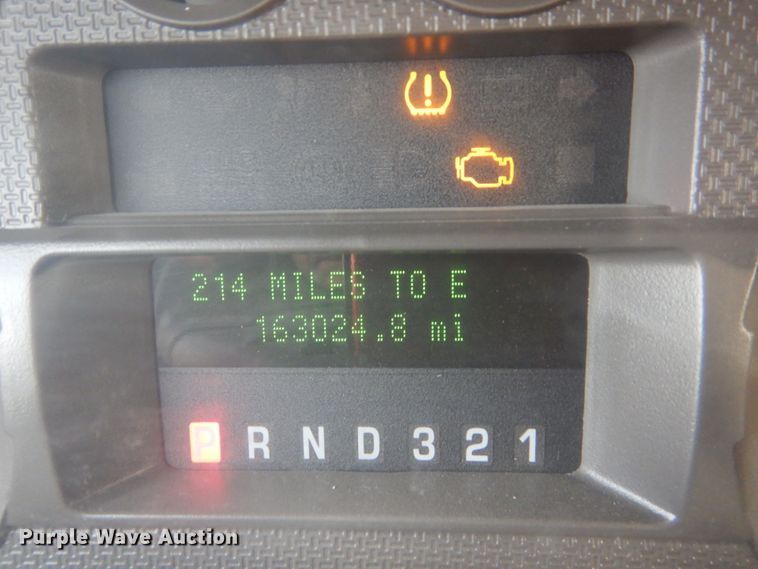 214 MILES TO E
163024.8 mi
P R N D 3 2 1
Purple Wave Auction